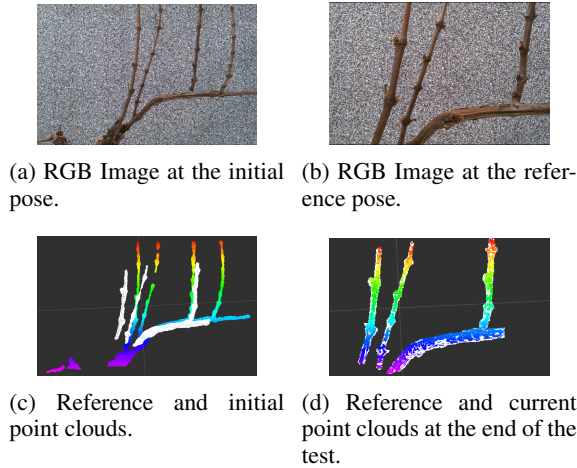 (a) RGB Image at the initial
pose.
(b) RGB Image at the refer-
ence pose.
(c) Reference and initial
point clouds.
(d) Reference and current
point clouds at the end of the
test.